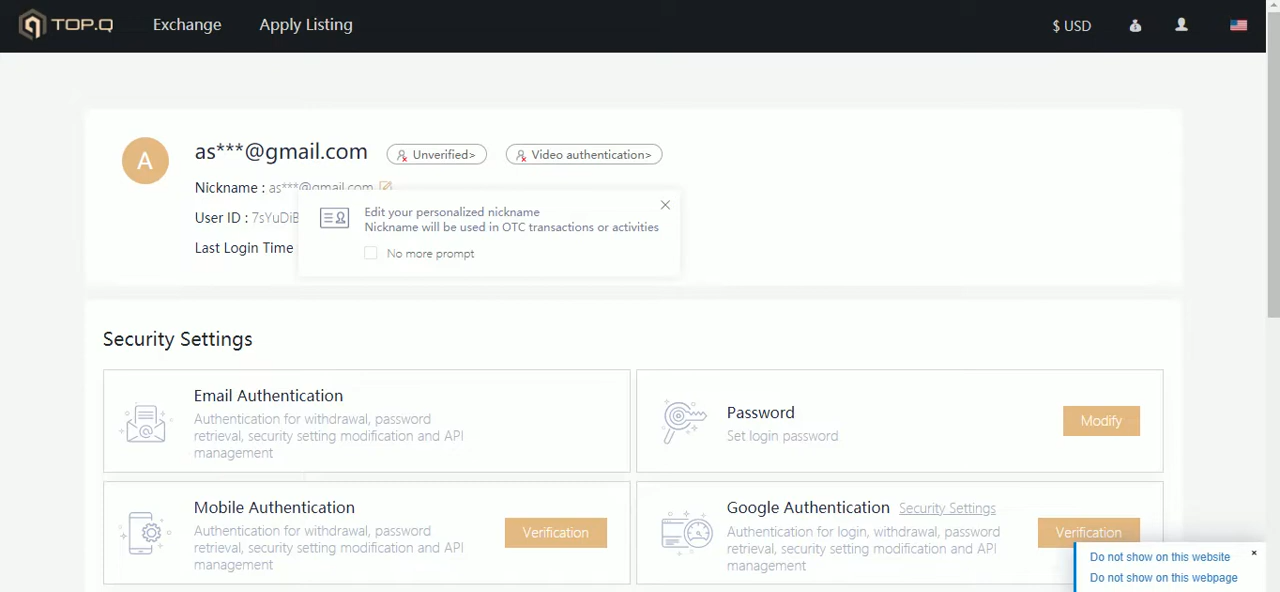 TOP.Q Exchange Apply Listing $ USD
A
as***@gmail.com Unverified> Video authentication>
Nickname : as***@gmail.com
User ID : 7sYuDiB
Last Login Time
Edit your personalized nickname
Nickname will be used in OTC transactions or activities
No more prompt
Security Settings
Email Authentication
Authentication for withdrawal, password
retrieval, security setting modification and API
management
Password
Set login password
Modify
Mobile Authentication
Authentication for withdrawal, password
retrieval, security setting modification and API
management
Verification
Google Authentication Security Settings
Authentication for login, withdrawal, password
retrieval, security setting modification and API
management
Verification
Do not show on this website
Do not show on this webpage